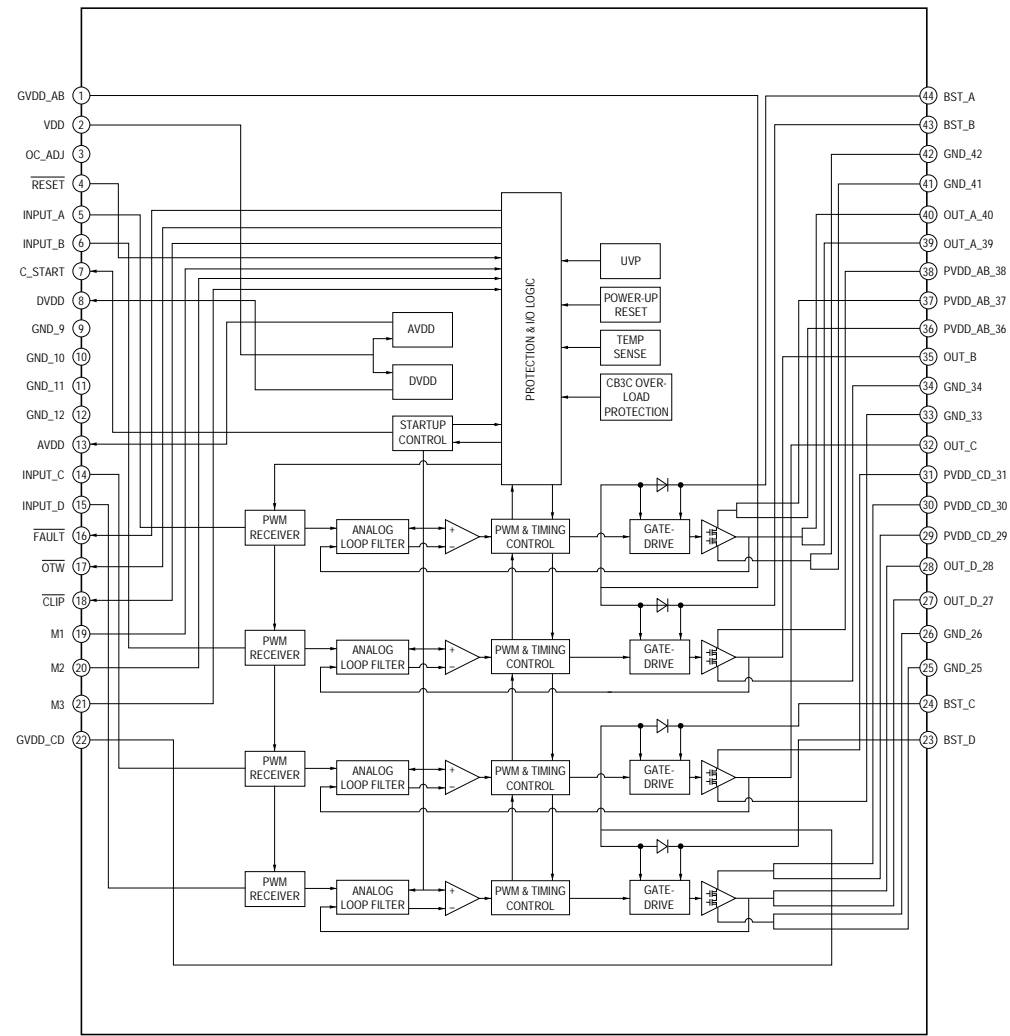 GVDD_AB 1
VDD 2
OC_ADJ 3
RESET 4
INPUT_A 5
INPUT_B 6
C_START 7
DVDD 8
GND_9 9
GND_10 10
GND_11 11
GND_12 12
AVDD 13
INPUT_C 14
INPUT_D 15
FAULT 16
OTW 17
CLIP 18
M1 19
M2 20
M3 21
GVDD_CD 22
AVDD
DVDD
STARTUP
CONTROL
PROTECTION & I/O LOGIC
UVP
POWER-UP
RESET
TEMP
SENSE
CB3C OVER-
LOAD
PROTECTION
PWM
RECEIVER
ANALOG
LOOP FILTER
+
–
PWM & TIMING
CONTROL
GATE-
DRIVE
PWM
RECEIVER
ANALOG
LOOP FILTER
+
–
PWM & TIMING
CONTROL
GATE-
DRIVE
PWM
RECEIVER
ANALOG
LOOP FILTER
+
–
PWM & TIMING
CONTROL
GATE-
DRIVE
PWM
RECEIVER
ANALOG
LOOP FILTER
+
–
PWM & TIMING
CONTROL
GATE-
DRIVE
44 BST_A
43 BST_B
42 GND_42
41 GND_41
40 OUT_A_40
39 OUT_A_39
38 PVDD_AB_38
37 PVDD_AB_37
36 PVDD_AB_36
35 OUT_B
34 GND_34
33 GND_33
32 OUT_C
31 PVDD_CD_31
30 PVDD_CD_30
29 PVDD_CD_29
28 OUT_D_28
27 OUT_D_27
26 GND_26
25 GND_25
24 BST_C
23 BST_D